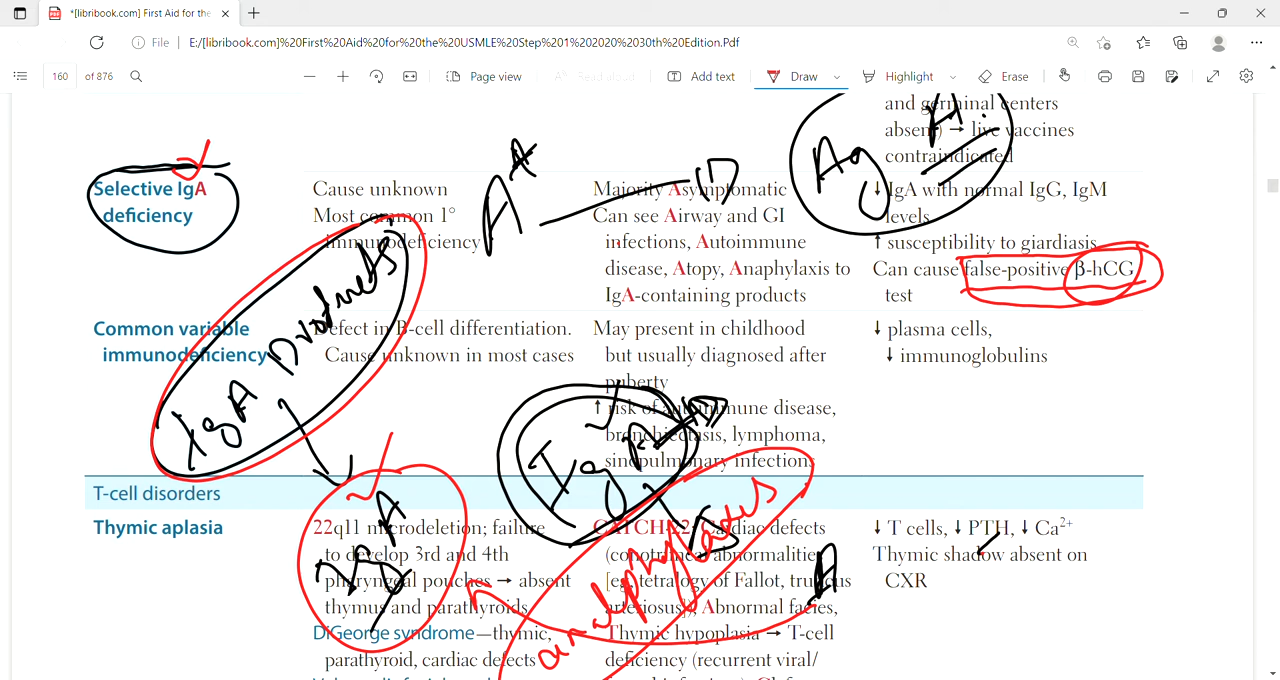 *[libribook.com] First Aid for the
File E:/[libribook.com]%20First%20Aid%20for%20the%20USMLE%20Step%201%202020%2030th%20Edition.Pdf
160 of 876 Page view Read aloud Add text Draw Highlight Erase
and germinal centers
absent) → live vaccines
contraindicated
Selective IgA
deficiency
Cause unknown
Most common 1°
immunodeficiency
Majority Asymptomatic
Can see Airway and GI
infections, Autoimmune
disease, Atopy, Anaphylaxis to
IgA-containing products
↓ IgA with normal IgG, IgM
levels
↑ susceptibility to giardiasis
Can cause false-positive β-hCG
test
Common variable
immunodeficiency
Defect in B-cell differentiation.
Cause unknown in most cases
May present in childhood
but usually diagnosed after
puberty
↑ risk of autoimmune disease,
bronchiectasis, lymphoma,
sinopulmonary infections
↓ plasma cells,
↓ immunoglobulins
T-cell disorders
Thymic aplasia
22q11 microdeletion; failure
to develop 3rd and 4th
pharyngeal pouches → absent
thymus and parathyroids
DiGeorge syndrome—thymic,
parathyroid, cardiac defects
CATCH-22: Cardiac defects
(conotruncal abnormalities
[eg, tetralogy of Fallot, truncus
arteriosus]), Abnormal facies,
Thymic hypoplasia → T-cell
deficiency (recurrent viral/
↓ T cells, ↓ PTH, ↓ Ca²⁺
Thymic shadow absent on
CXR
IgA Products
IgA
analphylaxis
A